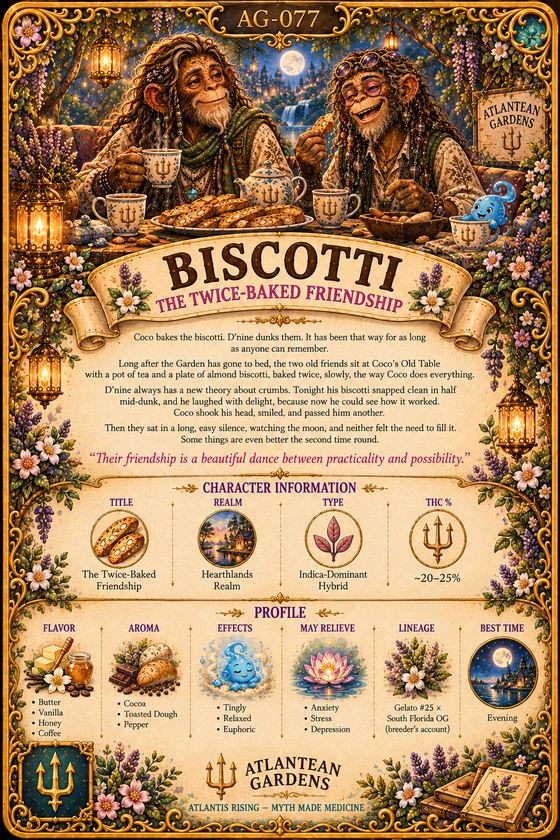 AG-077
ATLANTEAN
GARDENS
BISCOTTI
THE TWICE-BAKED FRIENDSHIP
Coco bakes the biscotti. D'nine dunks them. It has been that way for as long
as anyone can remember.
Long after the Garden has gone to bed, the two old friends sit at Coco's Old Table
with a pot of tea and a plate of almond biscotti, baked twice, slowly, the way Coco does everything.
D'nine always has a new theory about crumbs. Tonight his biscotti snapped clean in half
mid-dunk, and he laughed with delight, because now he could see how it worked.
Coco shook his head, smiled, and passed him another.
Then they sat in a long, easy silence, watching the moon, and neither felt the need to fill it.
Some things are even better the second time round.
"Their friendship is a beautiful dance between practicality and possibility."
CHARACTER INFORMATION
TITLE
The Twice-Baked
Friendship
REALM
Hearthlands
Realm
TYPE
Indica-Dominant
Hybrid
THC %
~20–25%
PROFILE
FLAVOR
• Butter
• Vanilla
• Honey
• Coffee
AROMA
• Cocoa
• Toasted Dough
• Pepper
EFFECTS
• Tingly
• Relaxed
• Euphoric
MAY RELIEVE
• Anxiety
• Stress
• Depression
LINEAGE
Gelato #25 ×
South Florida OG
(breeder's account)
BEST TIME
Evening
ATLANTEAN
GARDENS
ATLANTIS RISING – MYTH MADE MEDICINE